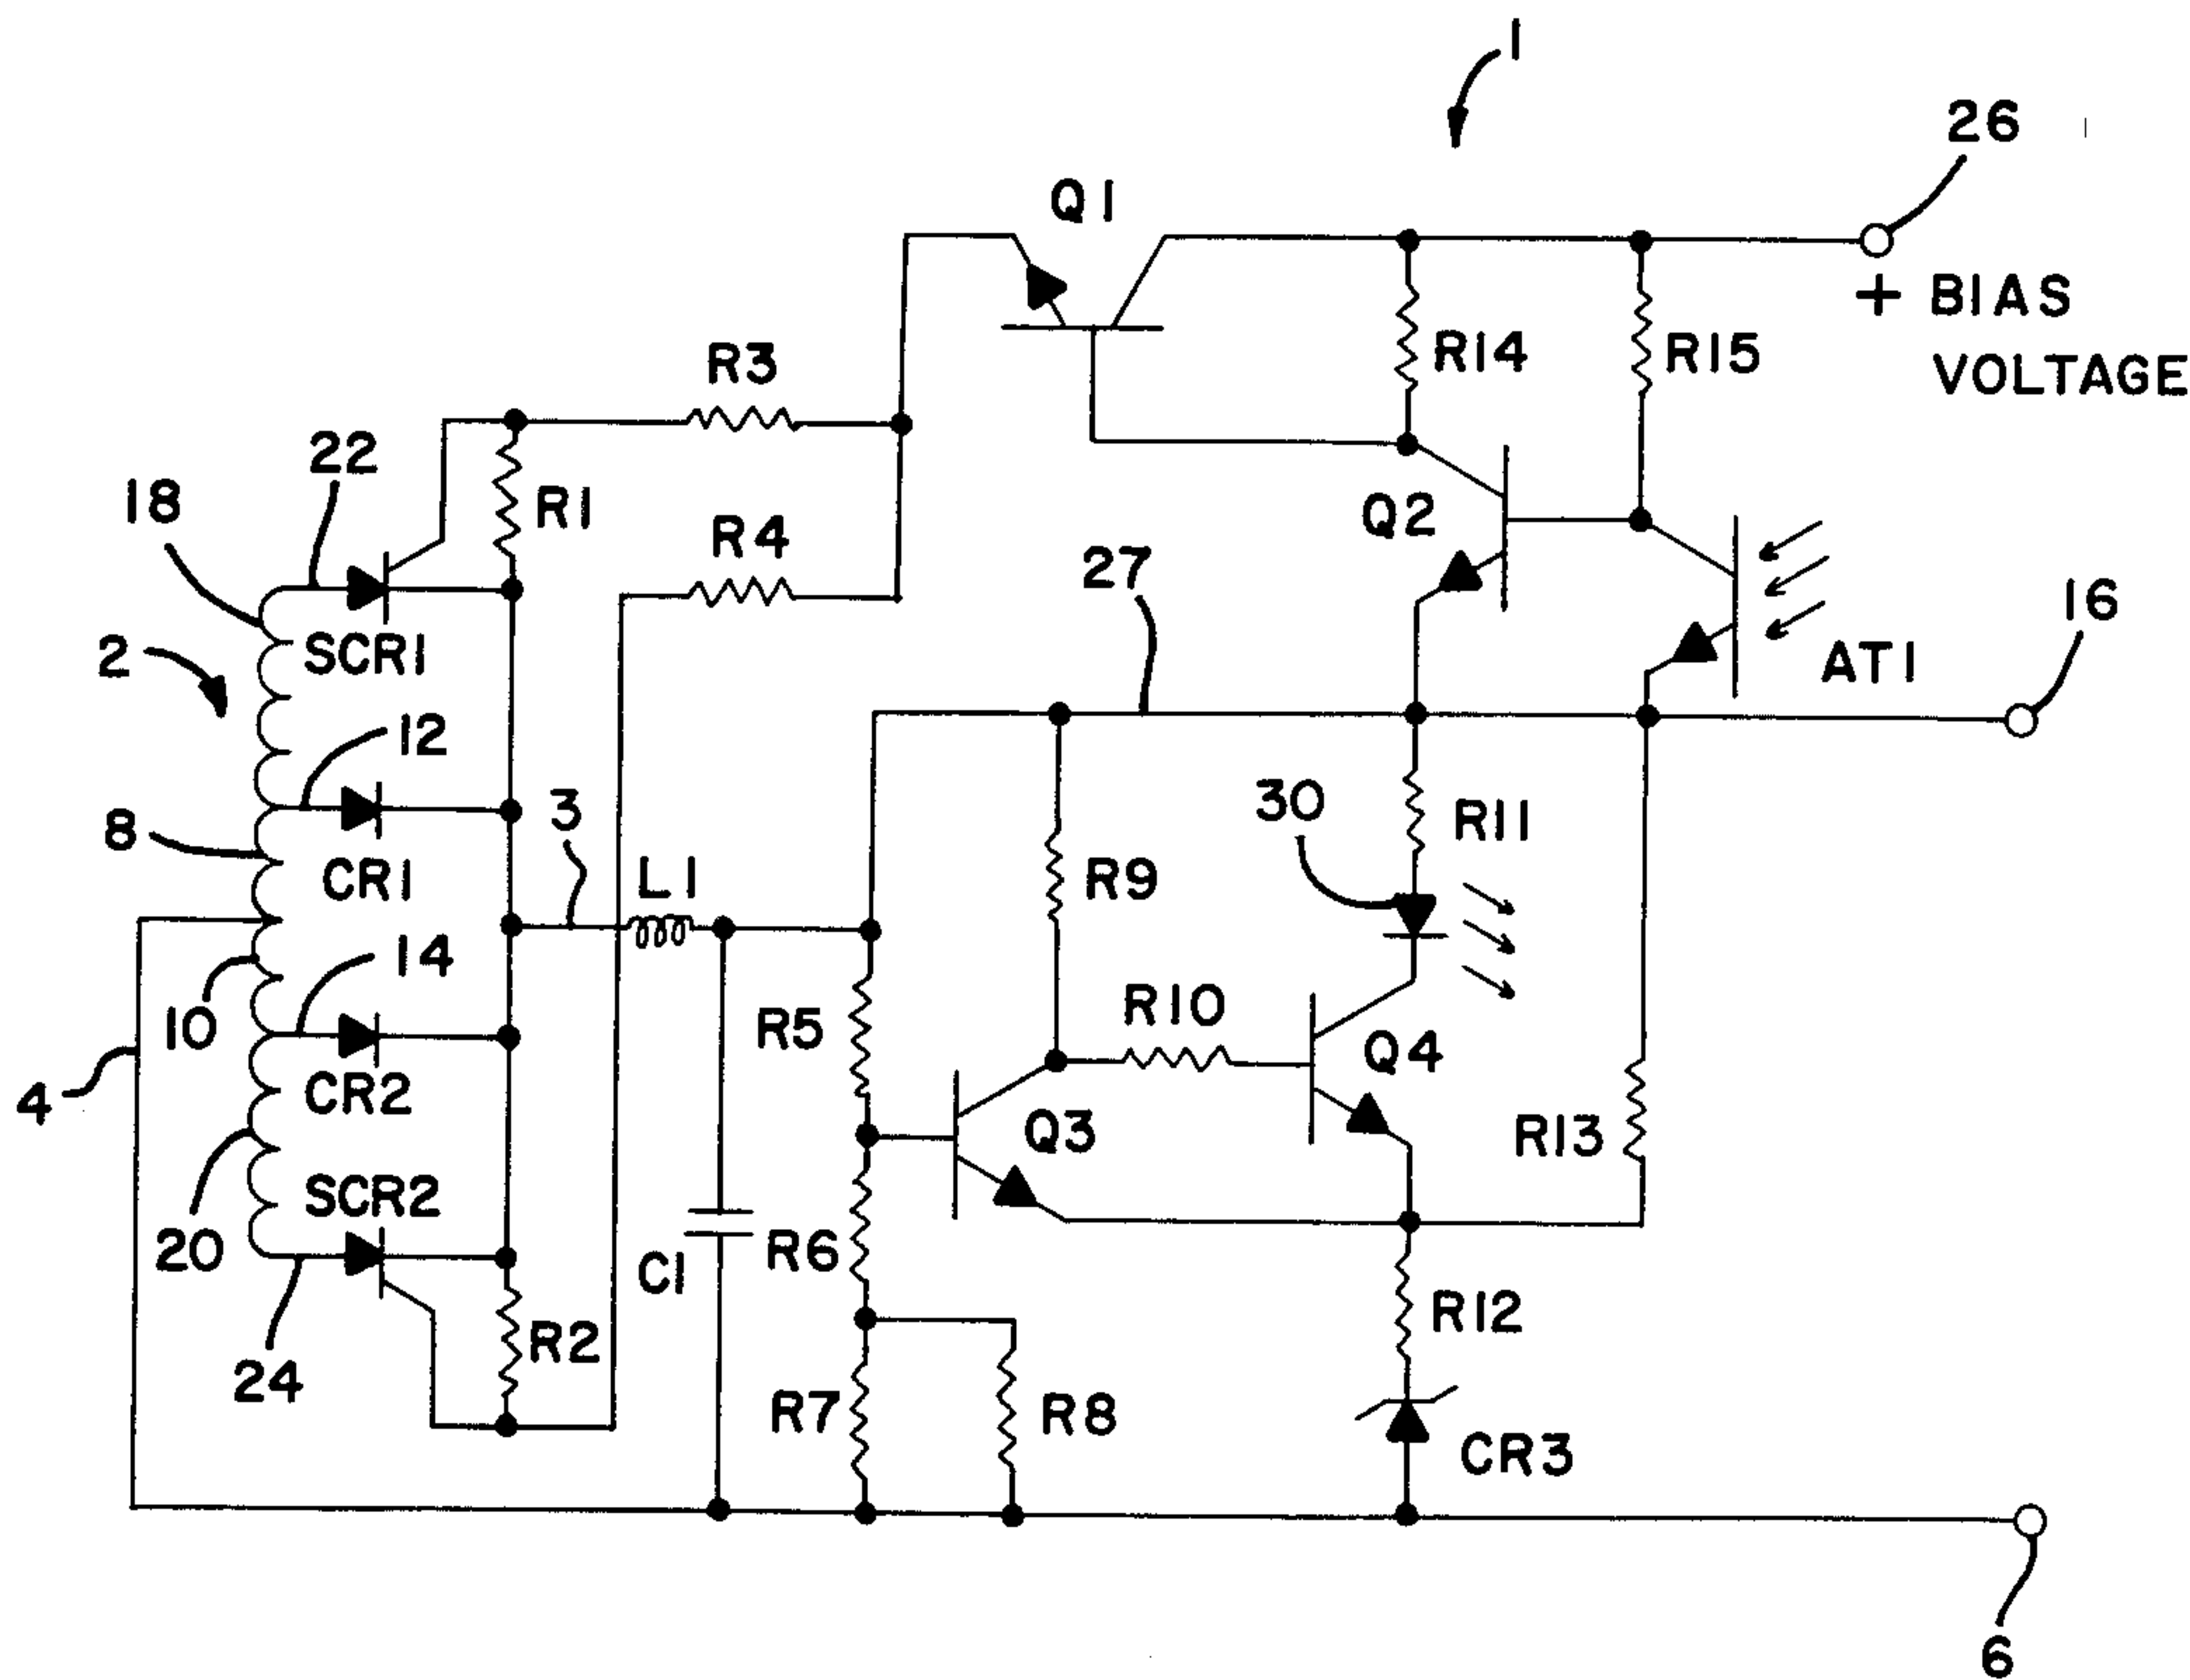 1
26
Q1
+ BIAS
VOLTAGE
R3
R14
R15
22
18
R1
R4
Q2
27
16
2
SCR1
AT1
12
3
30
R11
8
CR1
L1
R9
14
10
R5
R10
Q4
4
CR2
Q3
R13
SCR2
20
C1
R6
R12
R2
24
R7
R8
CR3
6